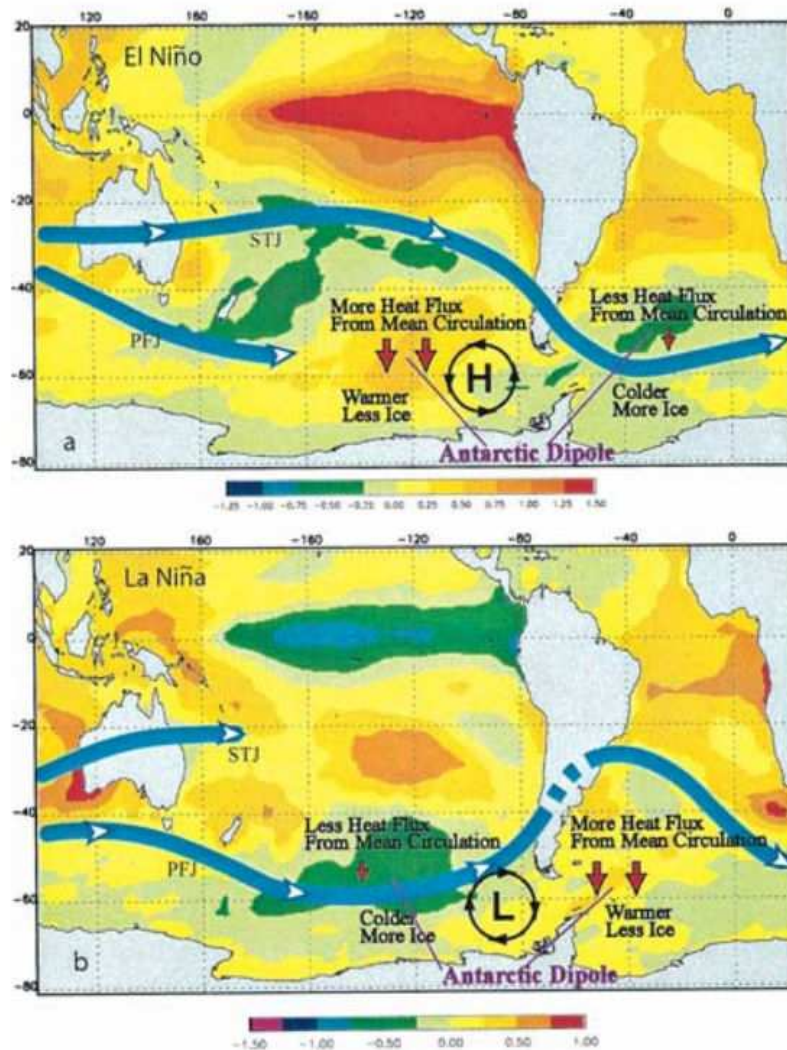 120 160 -160 -120 -80 -40 0
20
El Niño
0
-20
STJ
-40
More Heat Flux
From Mean Circulation
Less Heat Flux
From Mean Circulation
PFJ
-60
H
Warmer
Less Ice
Colder
More Ice
a
Antarctic Dipole
-80
-1.25 -1.00 -0.75 -0.50 -0.25 0.00 0.25 0.50 0.75 1.00 1.25 1.50
120 160 -160 -120 -80 -40 0
20
La Niña
0
-20
STJ
-40
Less Heat Flux
From Mean Circulation
More Heat Flux
From Mean Circulation
PFJ
-60
L
Colder
More Ice
Warmer
Less Ice
b
Antarctic Dipole
-80
-1.50 -1.00 -0.50 0.00 0.50 1.00